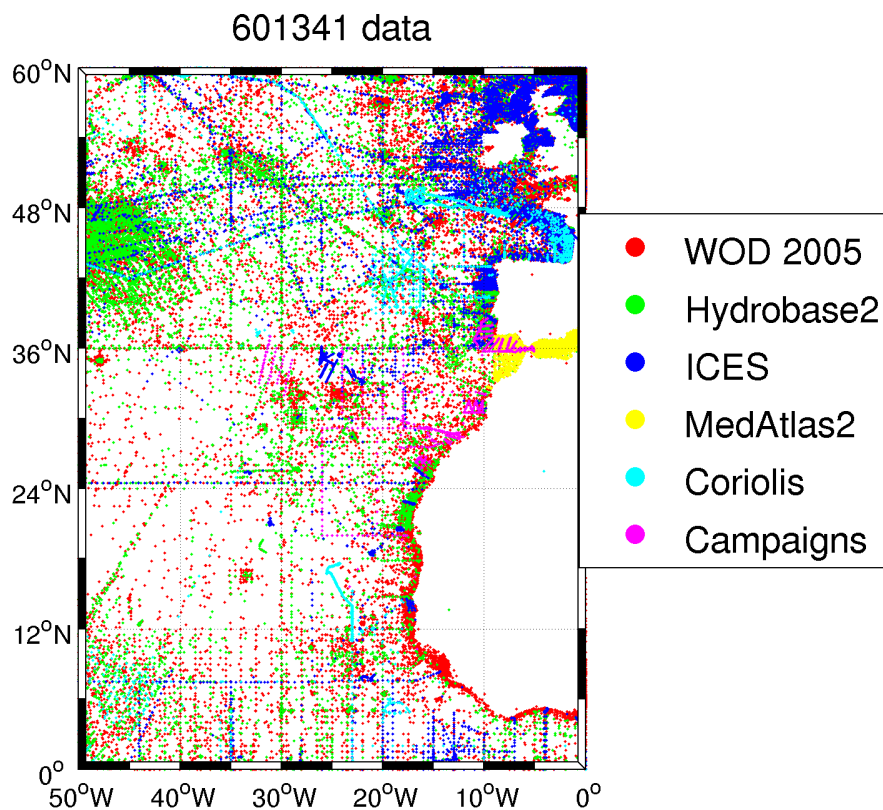 601341 data
60°N
48°N
36°N
24°N
12°N
0°
50°W
40°W
30°W
20°W
10°W
0°
WOD 2005
Hydrobase2
ICES
MedAtlas2
Coriolis
Campaigns